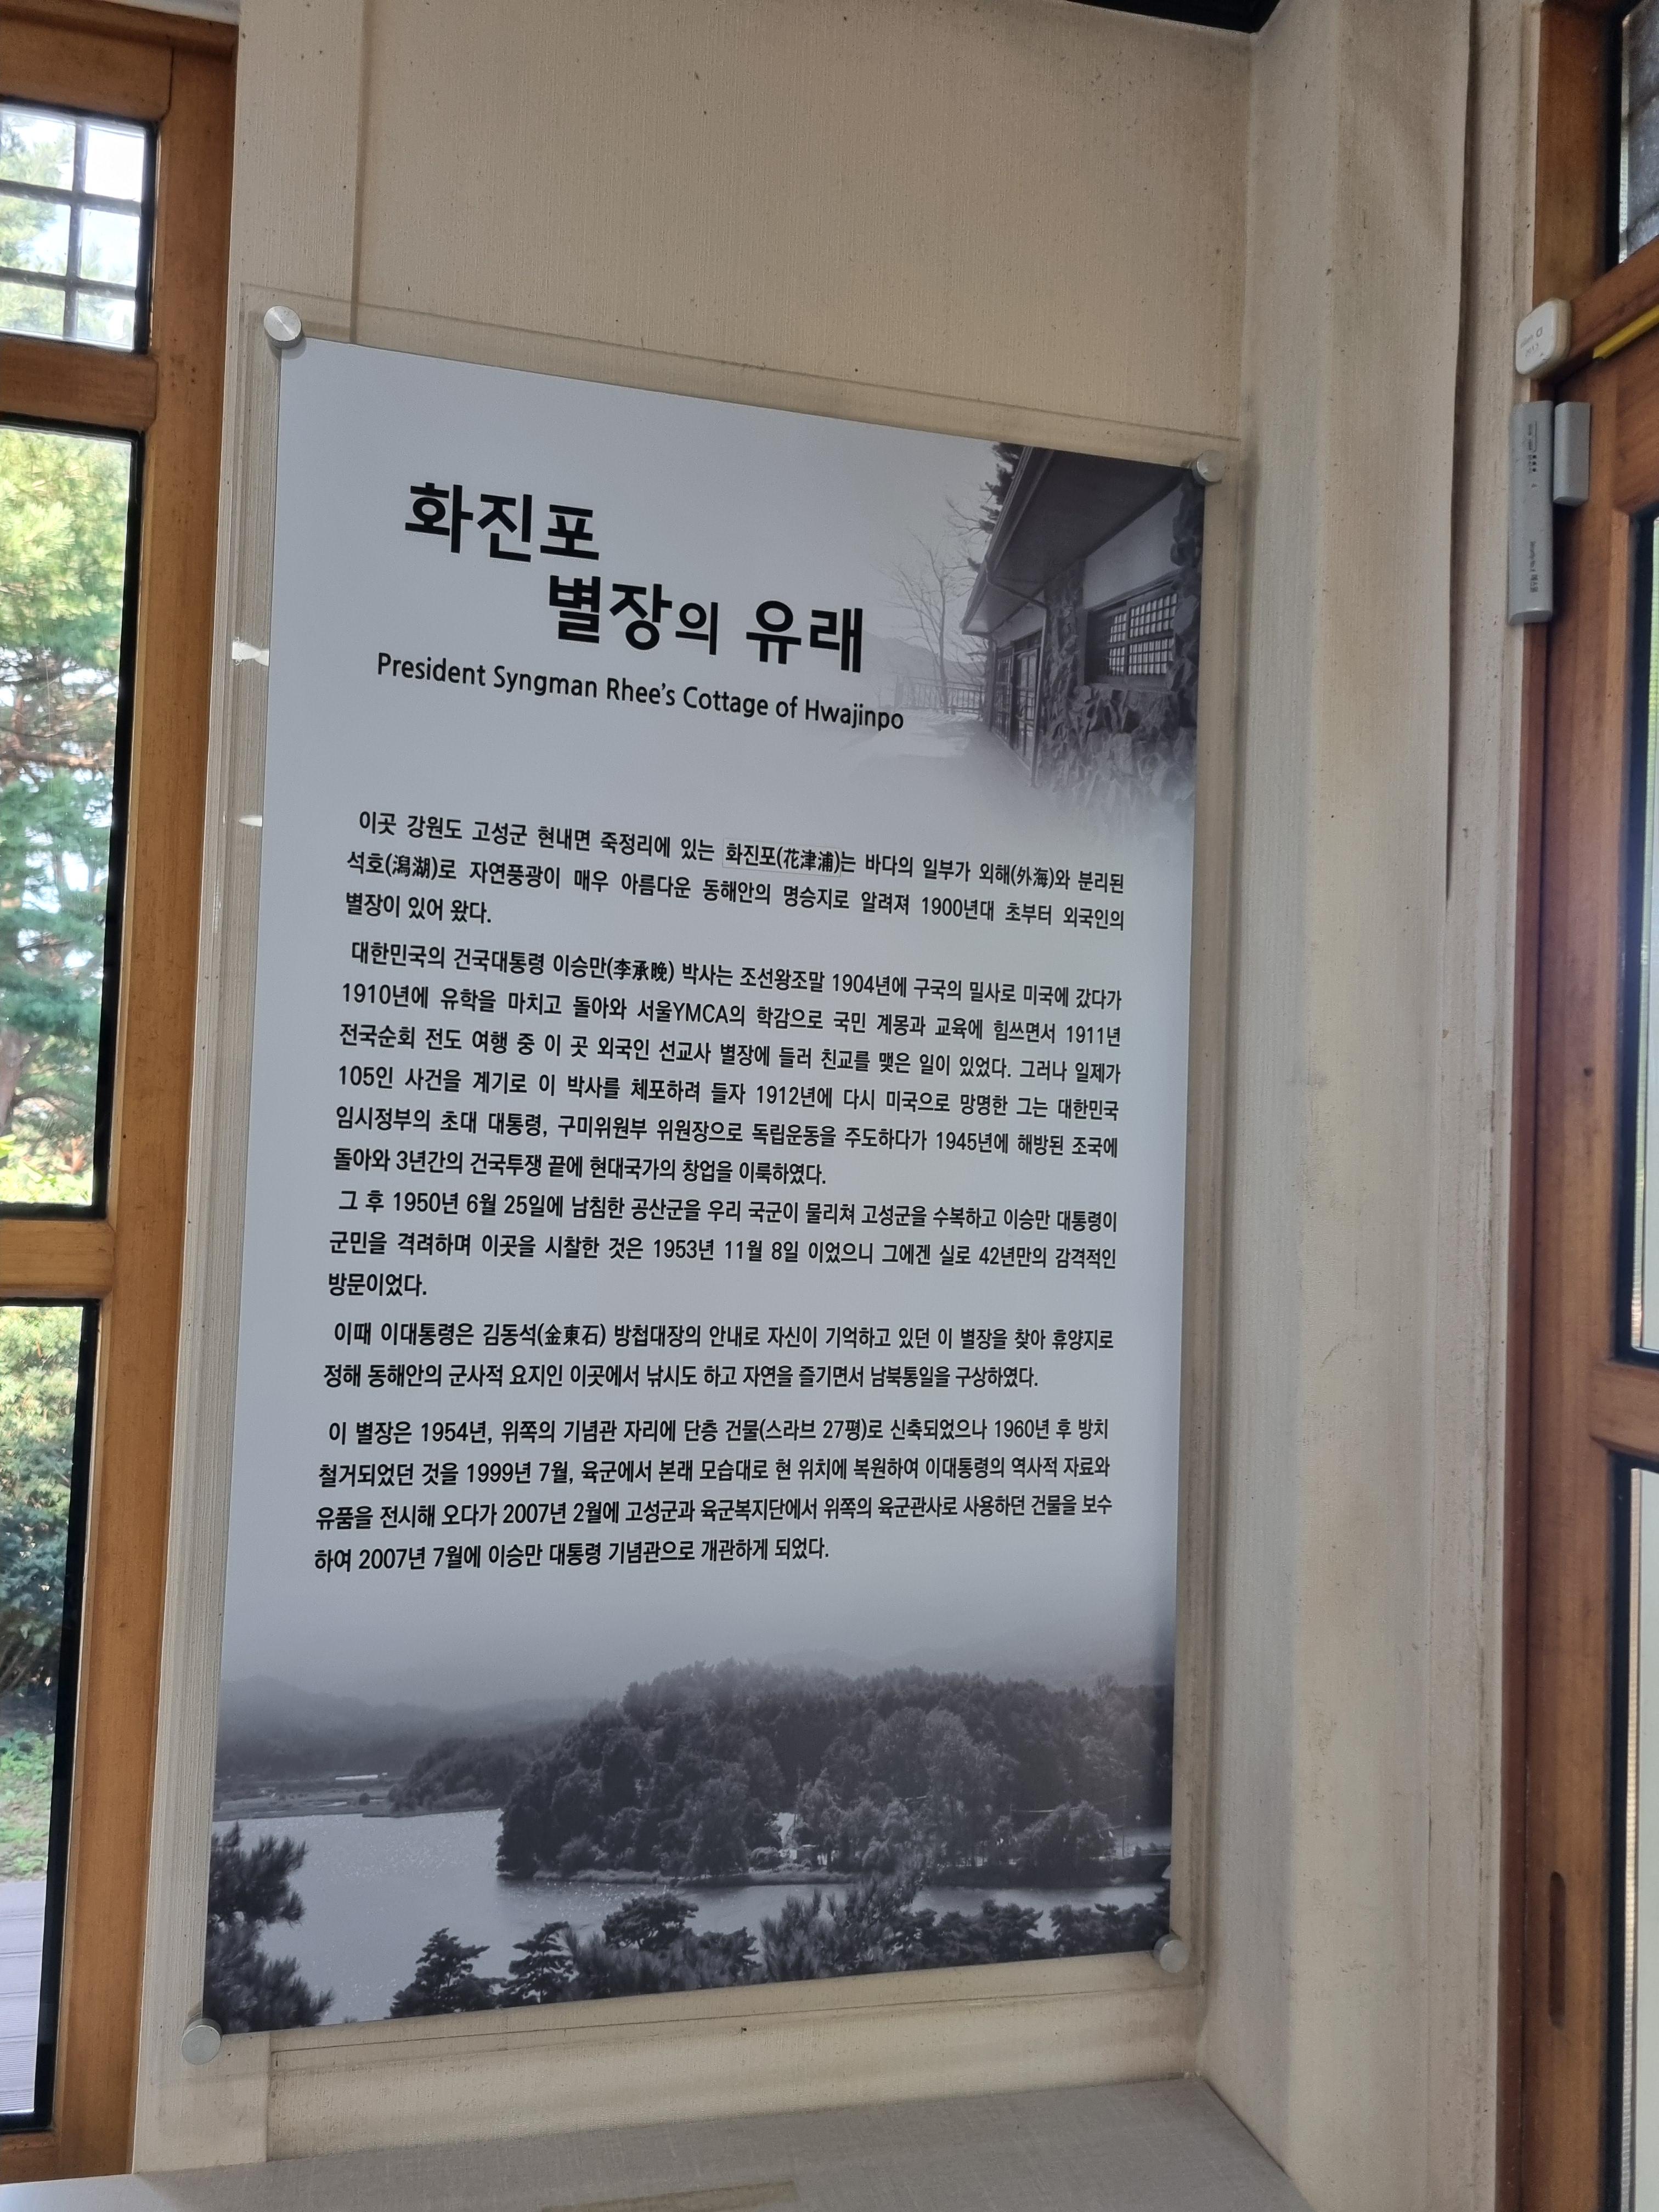 화진포
별장의 유래
President Syngman Rhee's Cottage of Hwajinpo
이곳 강원도 고성군 현내면 죽정리에 있는 화진포(花津浦)는 바다의 일부가 외해(外海)와 분리된
석호(潟湖)로 자연풍광이 매우 아름다운 동해안의 명승지로 알려져 1900년대 초부터 외국인의
별장이 있어 왔다.
대한민국의 건국대통령 이승만(李承晩) 박사는 조선왕조말 1904년에 구국의 밀사로 미국에 갔다가
1910년에 유학을 마치고 돌아와 서울YMCA의 학감으로 국민 계몽과 교육에 힘쓰면서 1911년
전국순회 전도 여행 중 이 곳 외국인 선교사 별장에 들러 친교를 맺은 일이 있었다. 그러나 일제가
105인 사건을 계기로 이 박사를 체포하려 들자 1912년에 다시 미국으로 망명한 그는 대한민국
임시정부의 초대 대통령, 구미위원부 위원장으로 독립운동을 주도하다가 1945년에 해방된 조국에
돌아와 3년간의 건국투쟁 끝에 현대국가의 창업을 이룩하였다.
그 후 1950년 6월 25일에 남침한 공산군을 우리 국군이 물리쳐 고성군을 수복하고 이승만 대통령이
군민을 격려하며 이곳을 시찰한 것은 1953년 11월 8일 이었으니 그에겐 실로 42년만의 감격적인
방문이었다.
이때 이대통령은 김동석(金東石) 방첩대장의 안내로 자신이 기억하고 있던 이 별장을 찾아 휴양지로
정해 동해안의 군사적 요지인 이곳에서 낚시도 하고 자연을 즐기면서 남북통일을 구상하였다.
이 별장은 1954년, 위쪽의 기념관 자리에 단층 건물(스라브 27평)로 신축되었으나 1960년 후 방치
철거되었던 것을 1999년 7월, 육군에서 본래 모습대로 현 위치에 복원하여 이대통령의 역사적 자료와
유품을 전시해 오다가 2007년 2월에 고성군과 육군복지단에서 위쪽의 육군관사로 사용하던 건물을 보수
하여 2007년 7월에 이승만 대통령 기념관으로 개관하게 되었다.